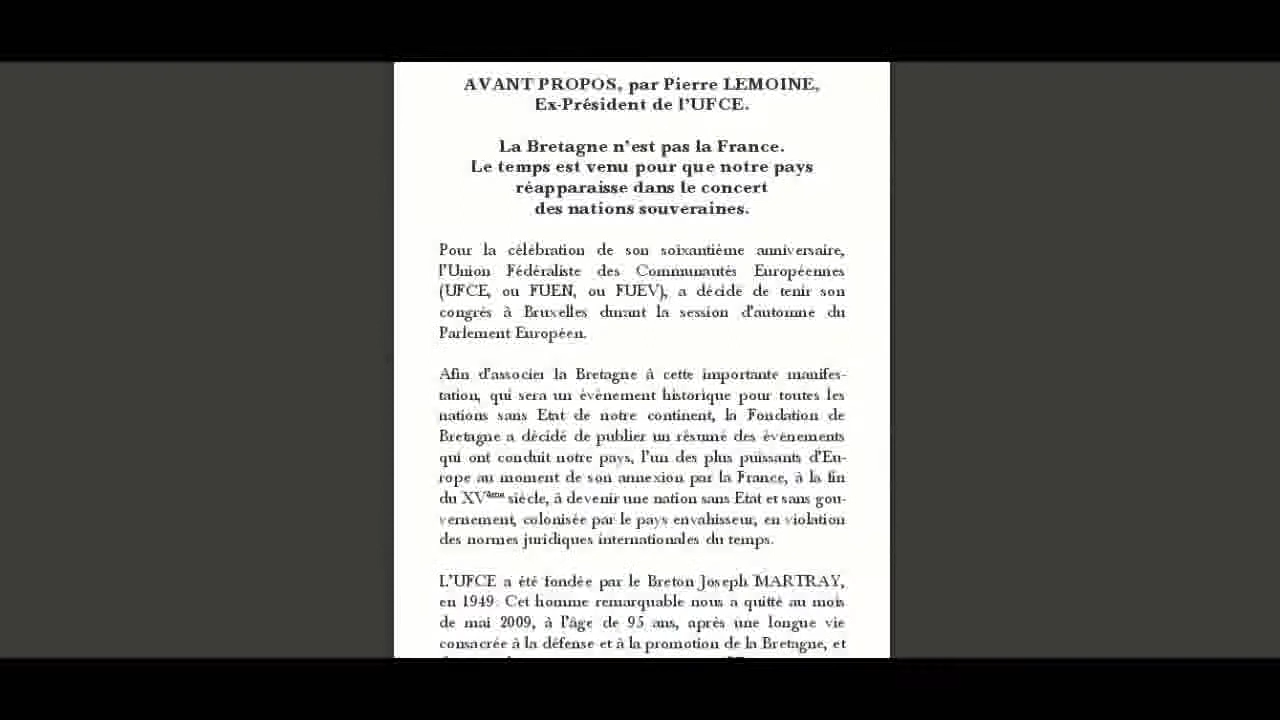 AVANT PROPOS, par Pierre LEMOINE,
Ex-Président de l'UFCE.
La Bretagne n'est pas la France.
Le temps est venu pour que notre pays
réapparaisse dans le concert
des nations souveraines.
Pour la célébration de son soixantième anniversaire,
l'Union Fédéraliste des Communautés Européennes
(UFCE, ou FUEN, ou FUEV), a décidé de tenir son
congrès à Bruxelles durant la session d'automne du
Parlement Européen.
Afin d'associer la Bretagne à cette importante manifes-
tation, qui sera un évènement historique pour toutes les
nations sans Etat de notre continent, la Fondation de
Bretagne a décidé de publier un résumé des évènements
qui ont conduit notre pays, l'un des plus puissants d'Eu-
rope au moment de son annexion par la France, à la fin
du XVème siècle, à devenir une nation sans Etat et sans gou-
vernement, colonisée par le pays envahisseur, en violation
des normes juridiques internationales du temps.
L'UFCE a été fondée par le Breton Joseph MARTRAY,
en 1949. Cet homme remarquable nous a quitté au mois
de mai 2009, à l'âge de 95 ans, après une longue vie
consacrée à la défense et à la promotion de la Bretagne, et